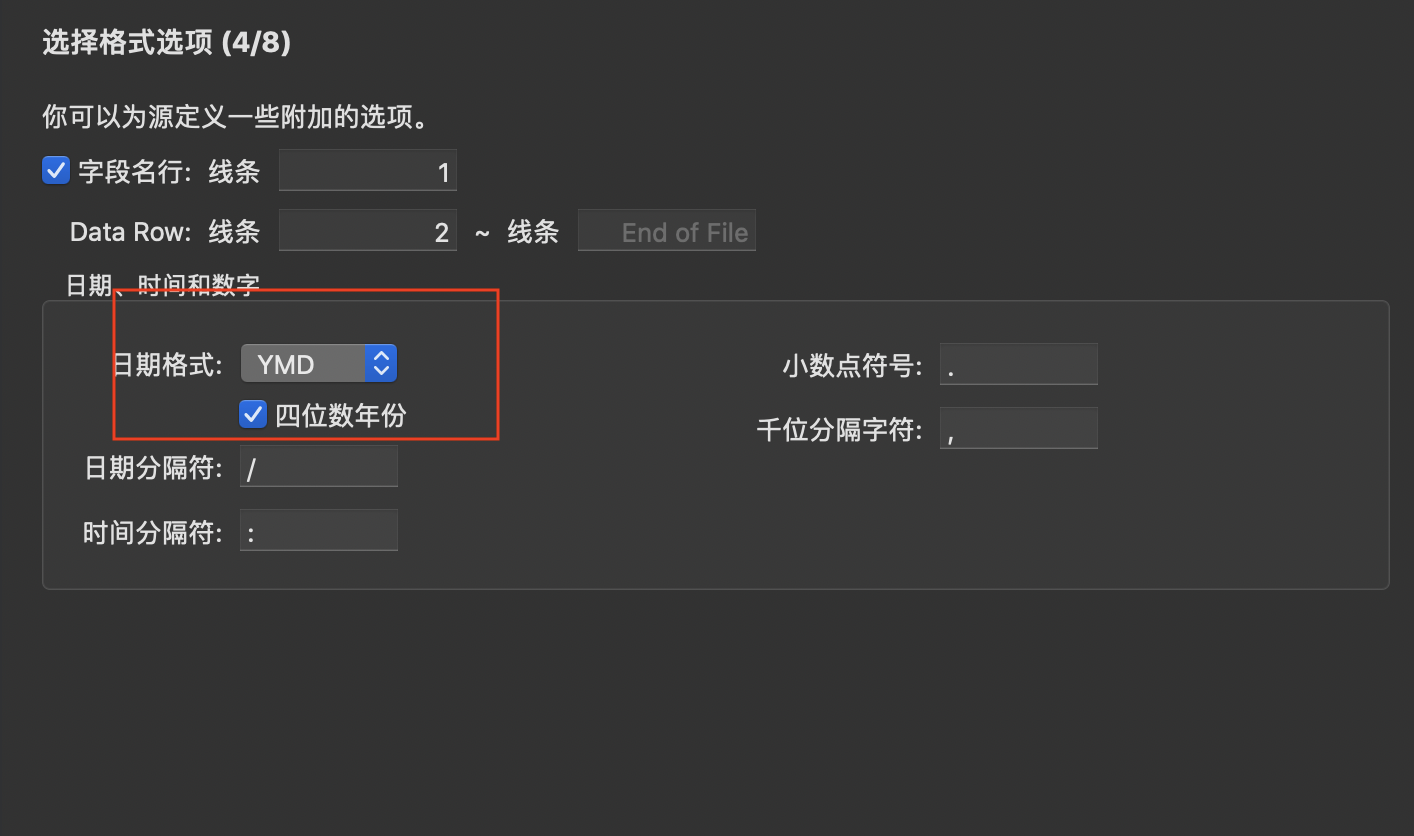 选择格式选项 (4/8)
你可以为源定义一些附加的选项。
字段名行: 线条 1
Data Row: 线条 2 ~ 线条 End of File
日期、时间和数字
日期格式: YMD 小数点符号: .
四位数年份 千位分隔字符: ,
日期分隔符: /
时间分隔符: :